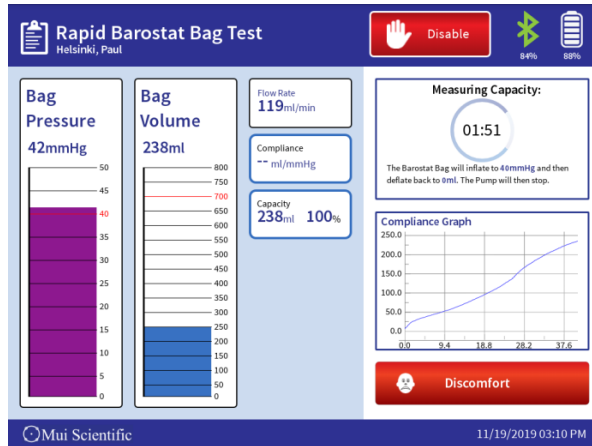 Rapid Barostat Bag Test
Helsinki, Paul
Disable
84%
88%
Bag
Pressure
42mmHg
50
45
40
35
30
25
20
15
10
5
0
Bag
Volume
238ml
800
750
700
650
600
550
500
450
400
350
300
250
200
150
100
50
0
Flow Rate
119ml/min
Compliance
-- ml/mmHg
Capacity
238ml 100%
Measuring Capacity:
01:51
The Barostat Bag will inflate to 40mmHg and then
deflate back to 0ml. The Pump will then stop.
Compliance Graph
250.0
200.0
150.0
100.0
50.0
0.0
0.0 9.4 18.8 28.2 37.6
Discomfort
Mui Scientific
11/19/2019 03:10 PM